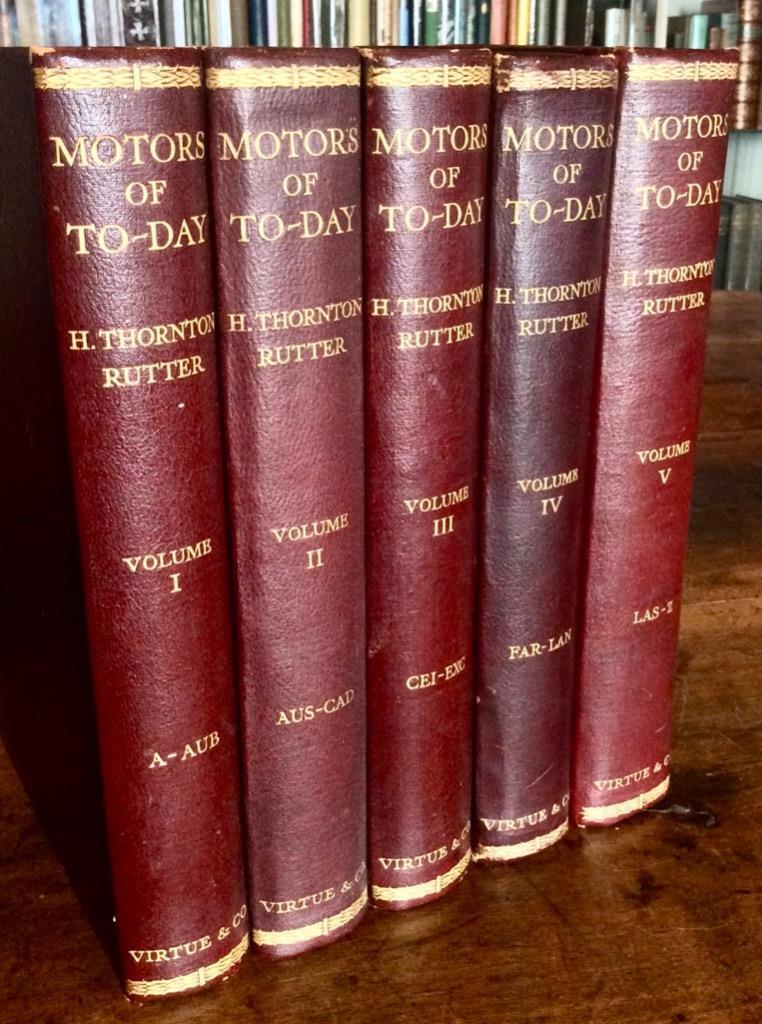 MOTORS
OF
TO-DAY
H. THORNTON
RUTTER
VOLUME
I
A-AUB
VIRTUE & CO
MOTORS
OF
TO-DAY
H. THORNTON
RUTTER
VOLUME
II
AUS-CAD
VIRTUE & CO
MOTORS
OF
TO-DAY
H. THORNTON
RUTTER
VOLUME
III
CEI-EXC
VIRTUE & CO
MOTORS
OF
TO-DAY
H. THORNTON
RUTTER
VOLUME
IV
FAR-LAN
VIRTUE & CO
MOTORS
OF
TO-DAY
H. THORNTON
RUTTER
VOLUME
V
LAS-Z
VIRTUE & CO